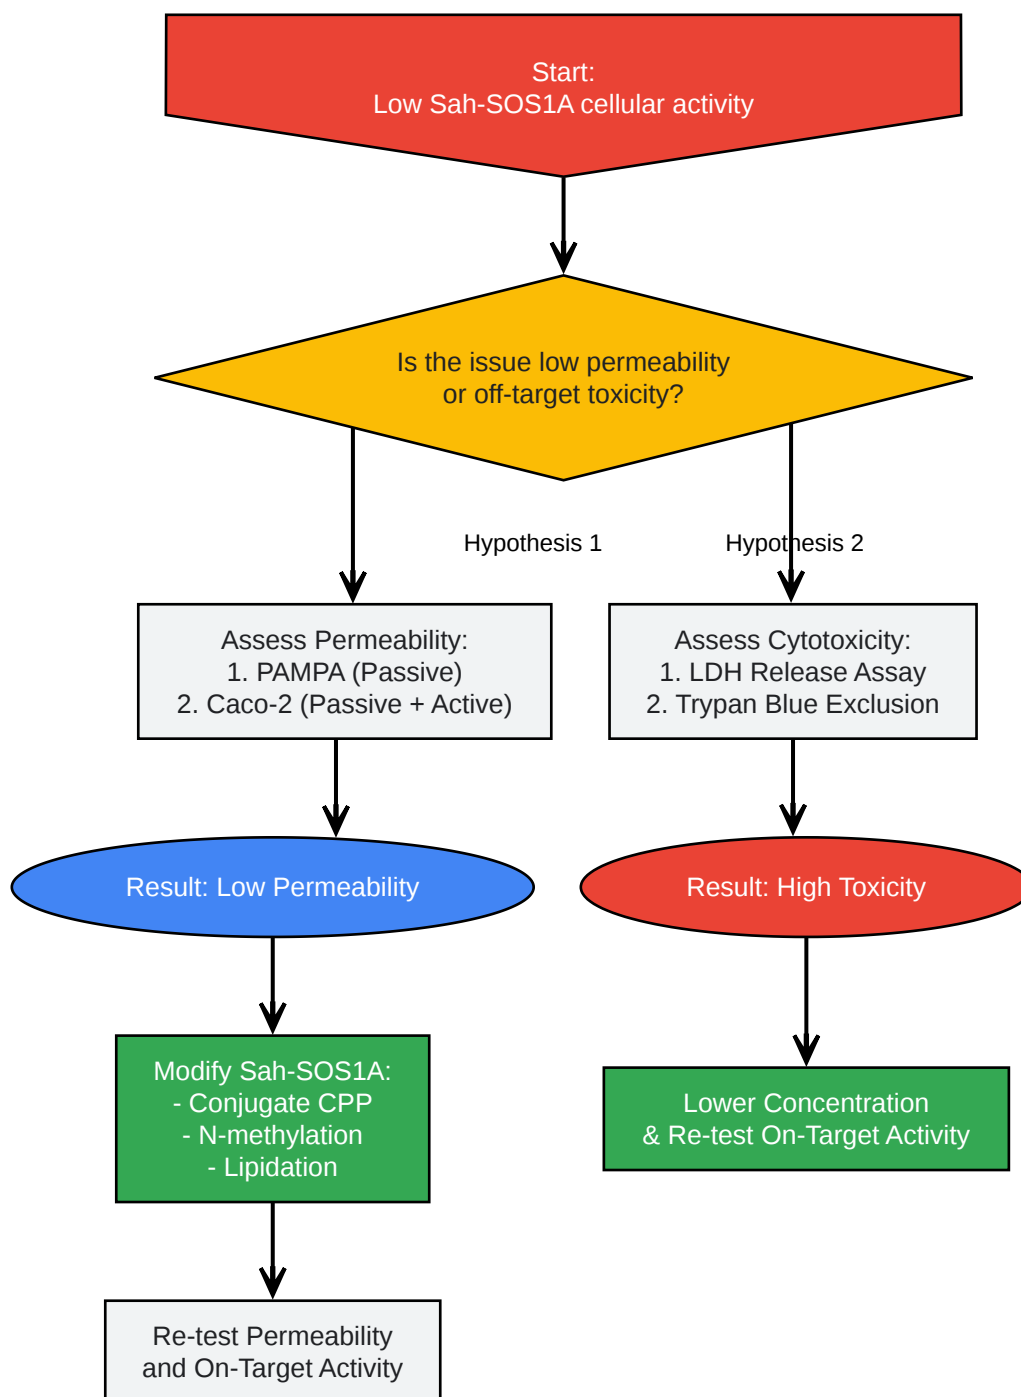 Start:
Low Sah-SOS1A cellular activity
Is the issue low permeability
or off-target toxicity?
Hypothesis 1
Hypothesis 2
Assess Permeability:
1. PAMPA (Passive)
2. Caco-2 (Passive + Active)
Assess Cytotoxicity:
1. LDH Release Assay
2. Trypan Blue Exclusion
Result: Low Permeability
Result: High Toxicity
Modify Sah-SOS1A:
- Conjugate CPP
- N-methylation
- Lipidation
Lower Concentration
& Re-test On-Target Activity
Re-test Permeability
and On-Target Activity